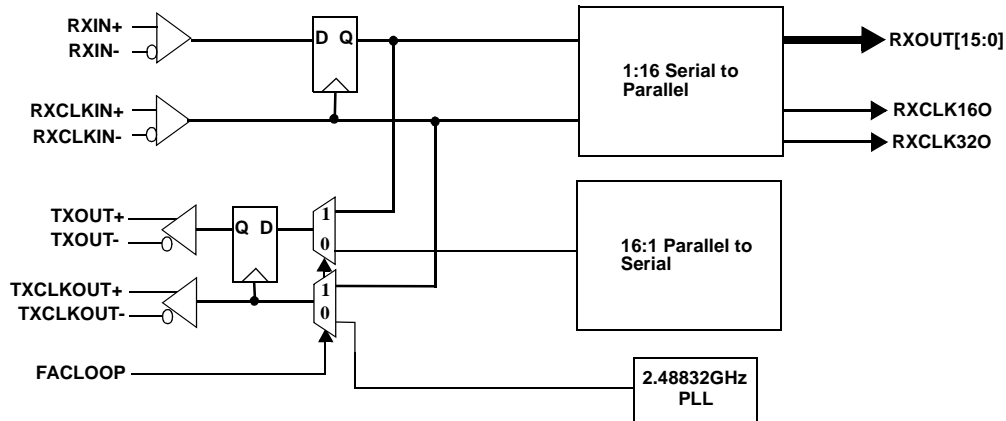 RXIN+
RXIN-
D Q
1:16 Serial to
Parallel
RXOUT[15:0]
RXCLKIN+
RXCLKIN-
RXCLK16O
RXCLK32O
TXOUT+
TXOUT-
Q D
1
0
16:1 Parallel to
Serial
TXCLKOUT+
TXCLKOUT-
1
0
FACLOOP
2.48832GHz
PLL